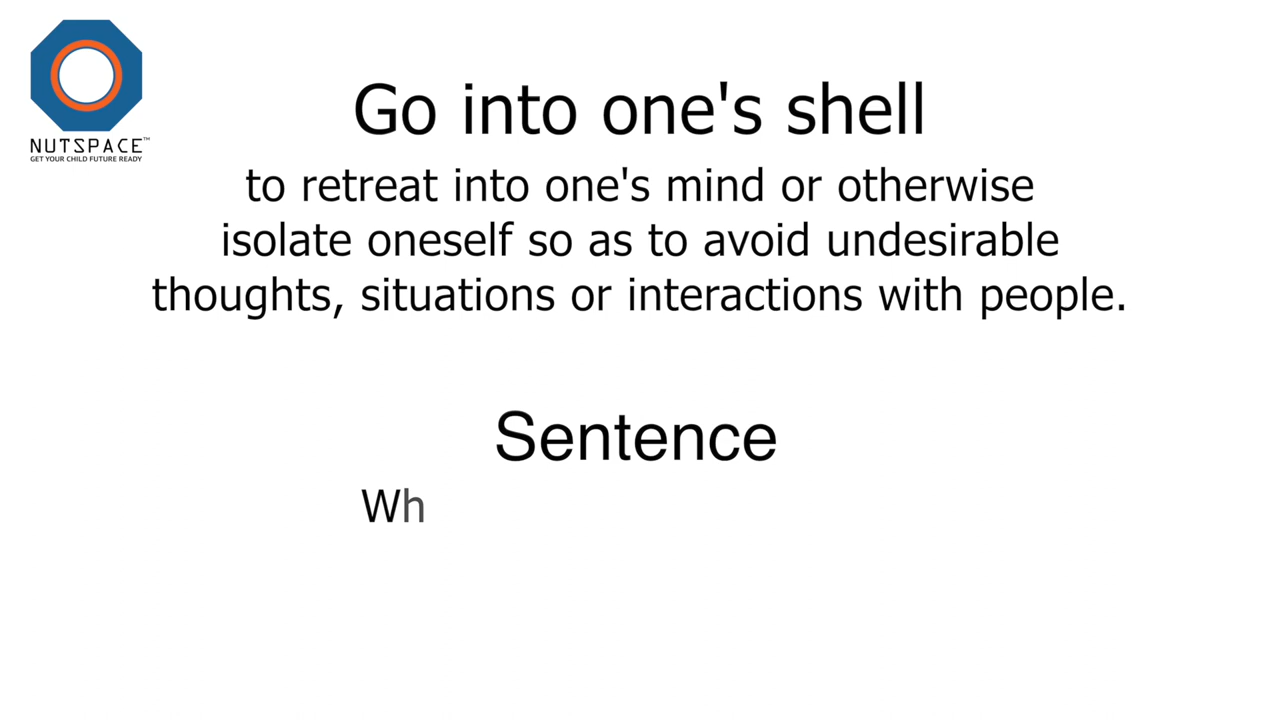 NUTSPACE™
GET YOUR CHILD FUTURE READY
Go into one's shell
to retreat into one's mind or otherwise
isolate oneself so as to avoid undesirable
thoughts, situations or interactions with people.
Sentence
Wh